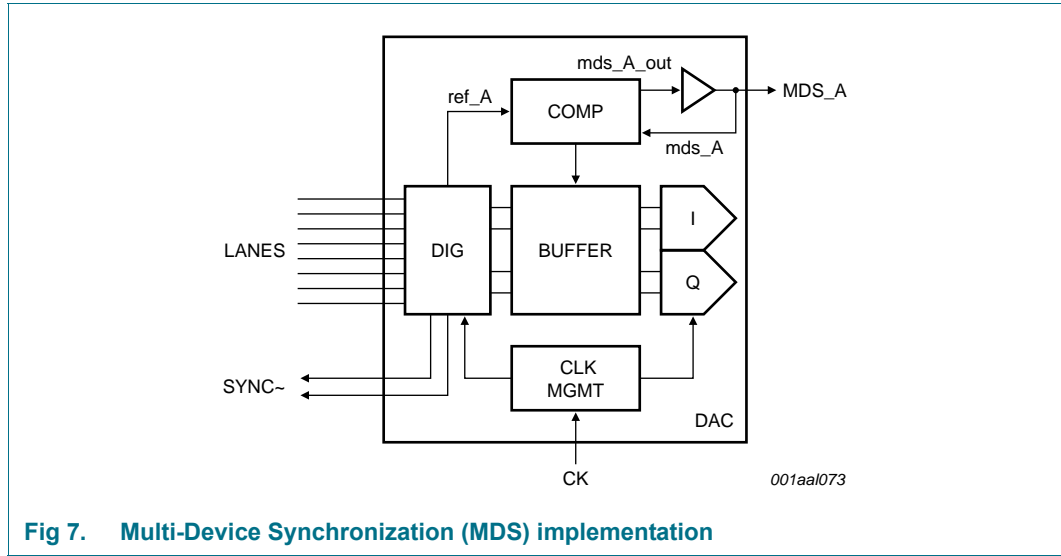 mds_A_out
MDS_A
ref_A
COMP
mds_A
I
LANES
DIG
BUFFER
Q
CLK
MGMT
SYNC~
DAC
CK
001aal073
Fig 7. Multi-Device Synchronization (MDS) implementation